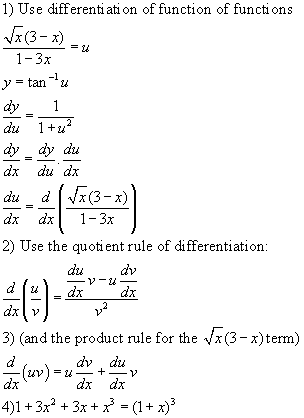 1) Use differentiation of function of functions
√x(3 − x) / (1 − 3x) = u
y = tan⁻¹u
dy/du = 1 / (1 + u²)
dy/dx = dy/du . du/dx
du/dx = d/dx (√x(3 − x) / (1 − 3x))
2) Use the quotient rule of differentiation:
d/dx (u/v) = (du/dx v − u dv/dx) / v²
3) (and the product rule for the √x(3 − x) term)
d/dx (uv) = u dv/dx + du/dx v
4)1 + 3x² + 3x + x³ = (1 + x)³